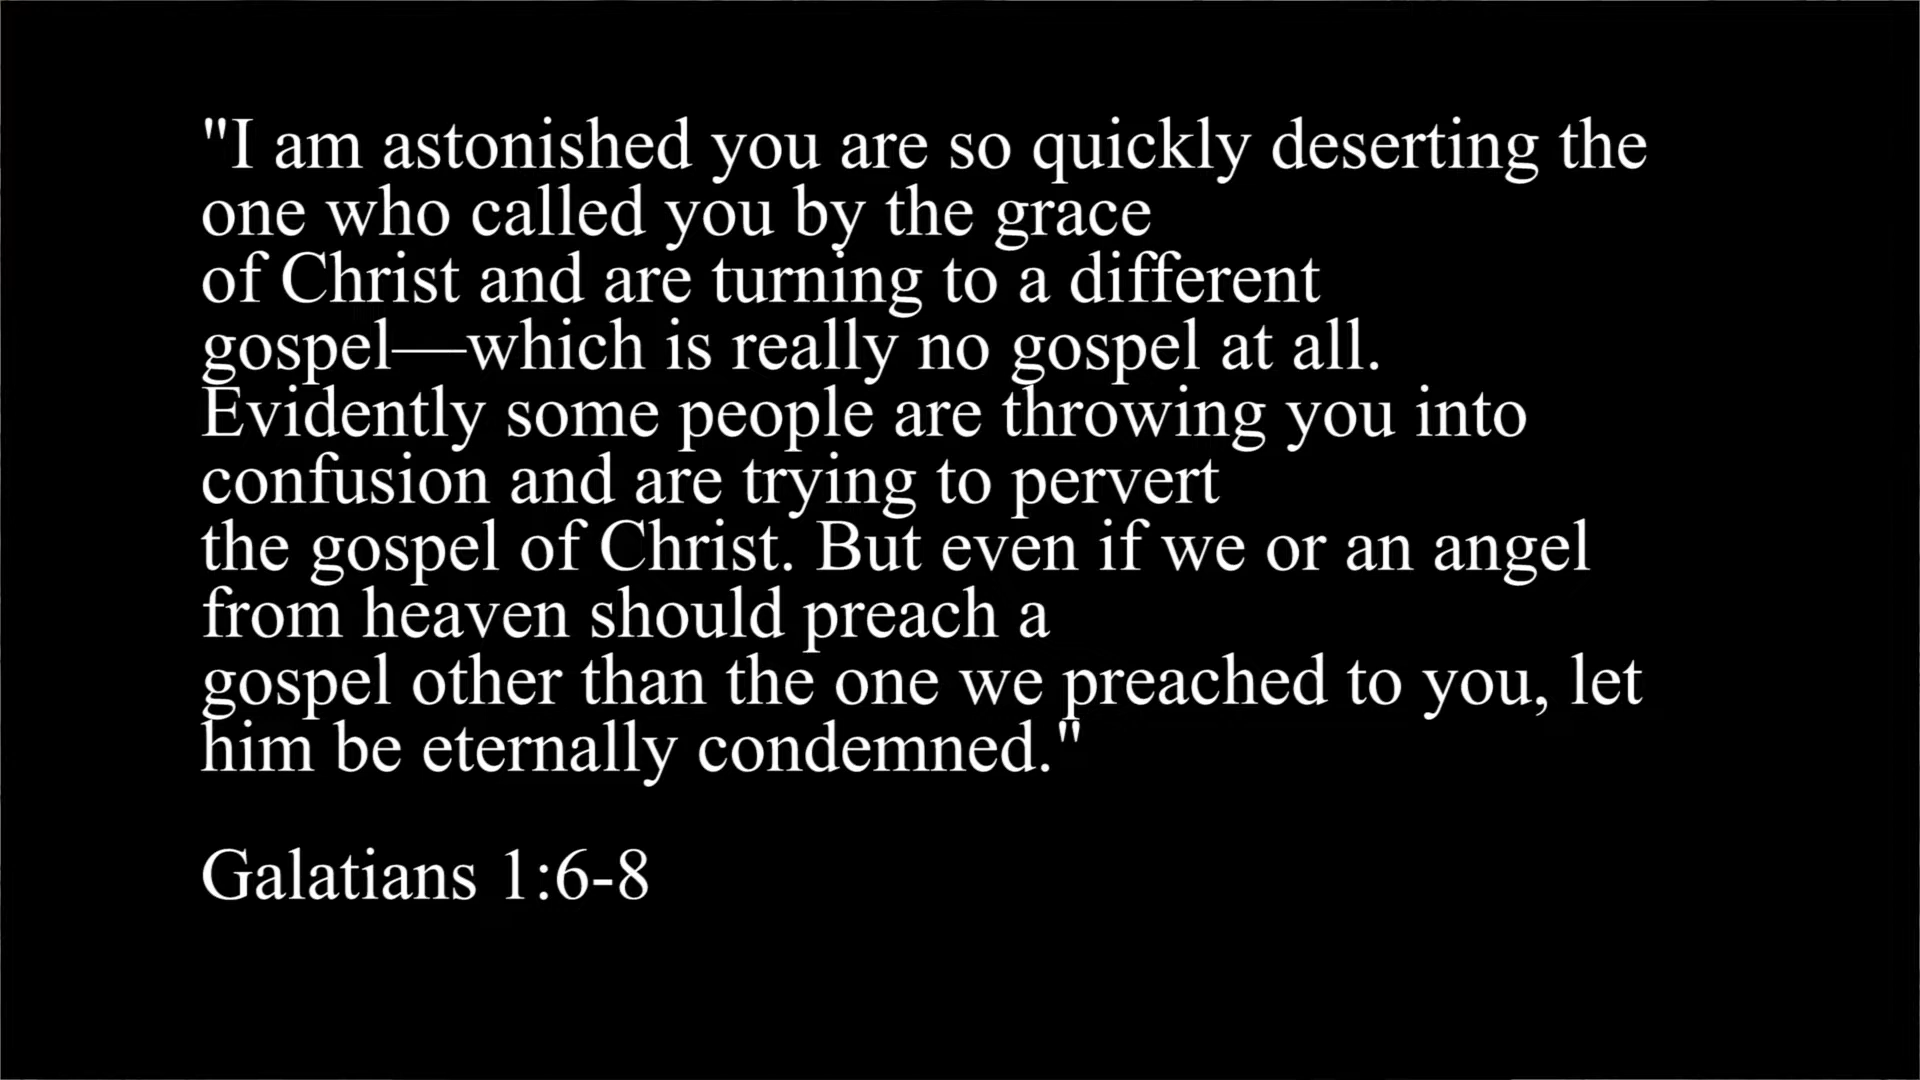 "I am astonished you are so quickly deserting the
one who called you by the grace
of Christ and are turning to a different
gospel—which is really no gospel at all.
Evidently some people are throwing you into
confusion and are trying to pervert
the gospel of Christ. But even if we or an angel
from heaven should preach a
gospel other than the one we preached to you, let
him be eternally condemned."
Galatians 1:6-8